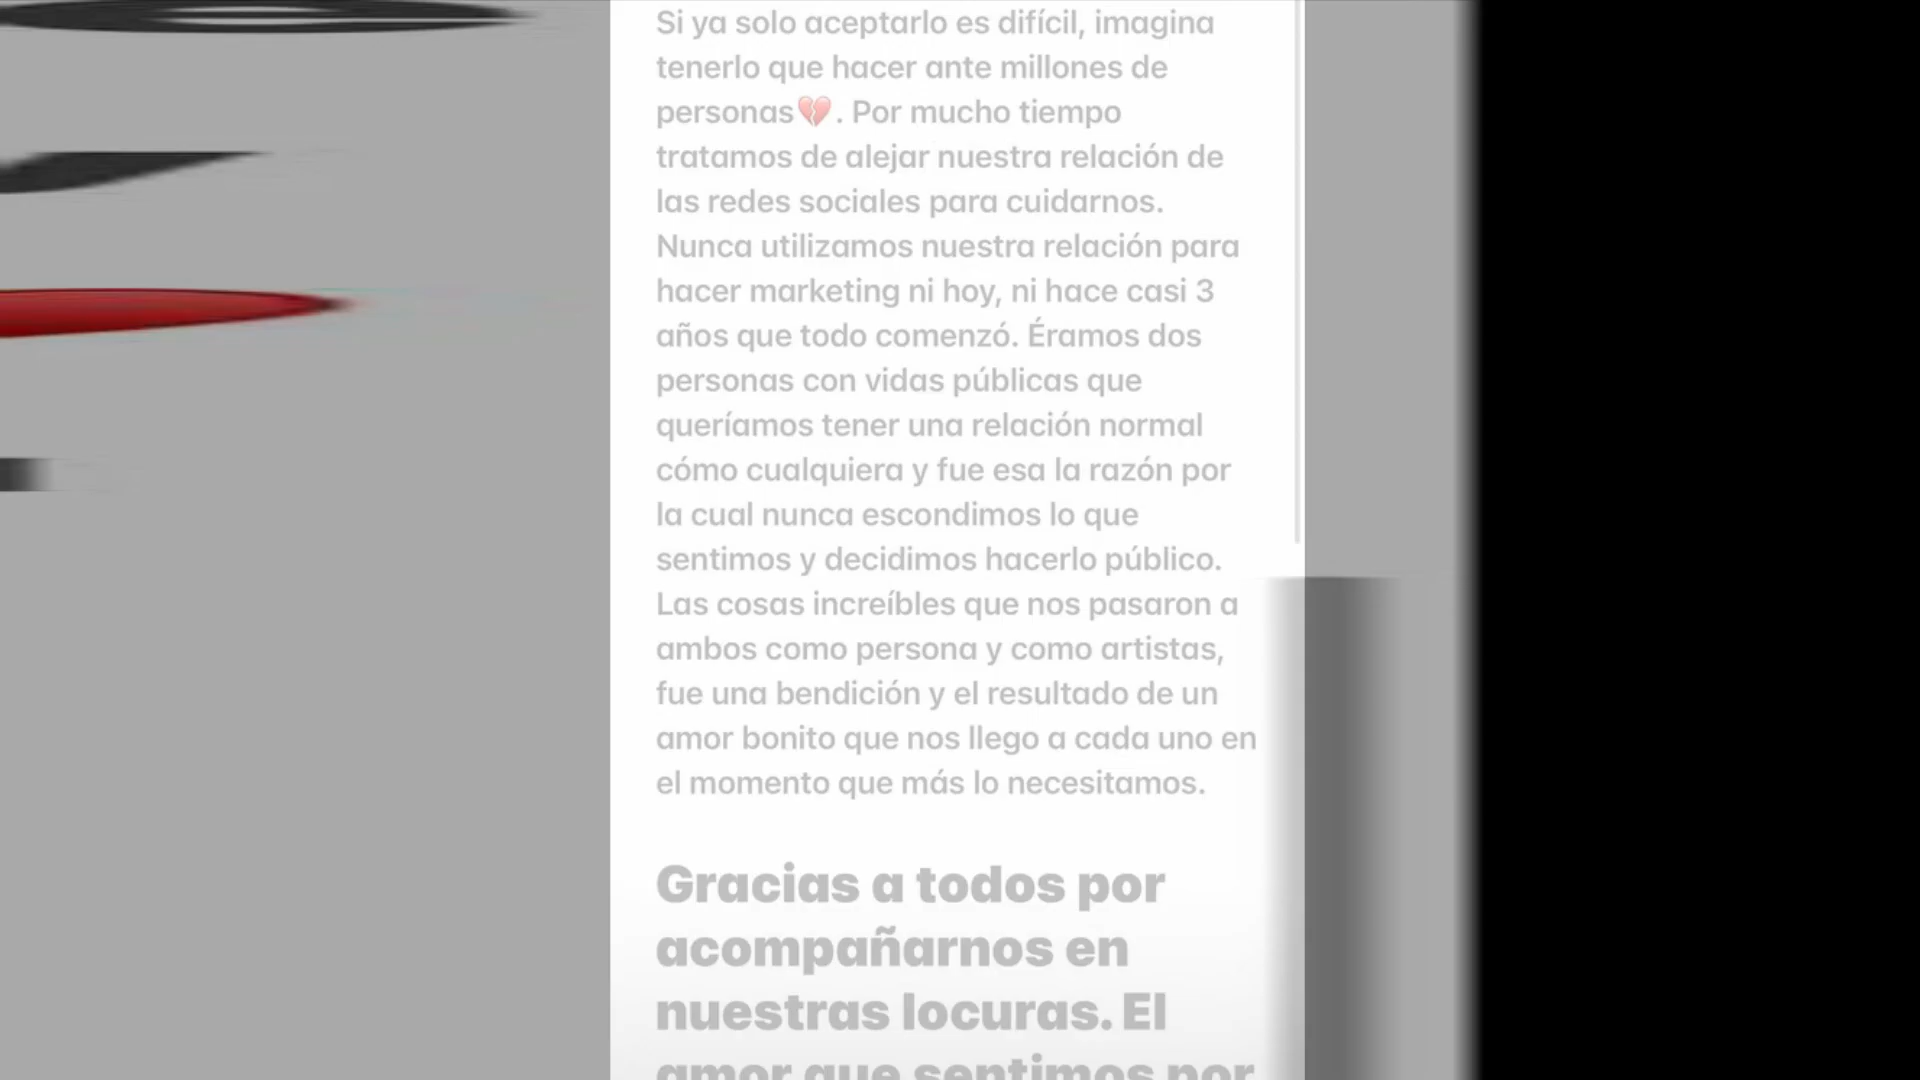 Si ya solo aceptarlo es difícil, imagina
tenerlo que hacer ante millones de
personas💔. Por mucho tiempo
tratamos de alejar nuestra relación de
las redes sociales para cuidarnos.
Nunca utilizamos nuestra relación para
hacer marketing ni hoy, ni hace casi 3
años que todo comenzó. Éramos dos
personas con vidas públicas que
queríamos tener una relación normal
cómo cualquiera y fue esa la razón por
la cual nunca escondimos lo que
sentimos y decidimos hacerlo público.
Las cosas increíbles que nos pasaron a
ambos como persona y como artistas,
fue una bendición y el resultado de un
amor bonito que nos llego a cada uno en
el momento que más lo necesitamos.
Gracias a todos por
acompañarnos en
nuestras locuras. El
amor que sentimos por